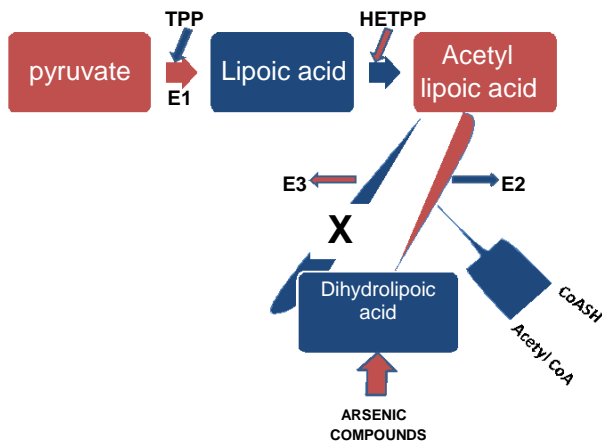 TPP
HETPP
pyruvate
E1
Lipoic acid
Acetyl
lipoic acid
E3
E2
X
Dihydrolipoic
acid
CoASH
Acetyl CoA
ARSENIC
COMPOUNDS